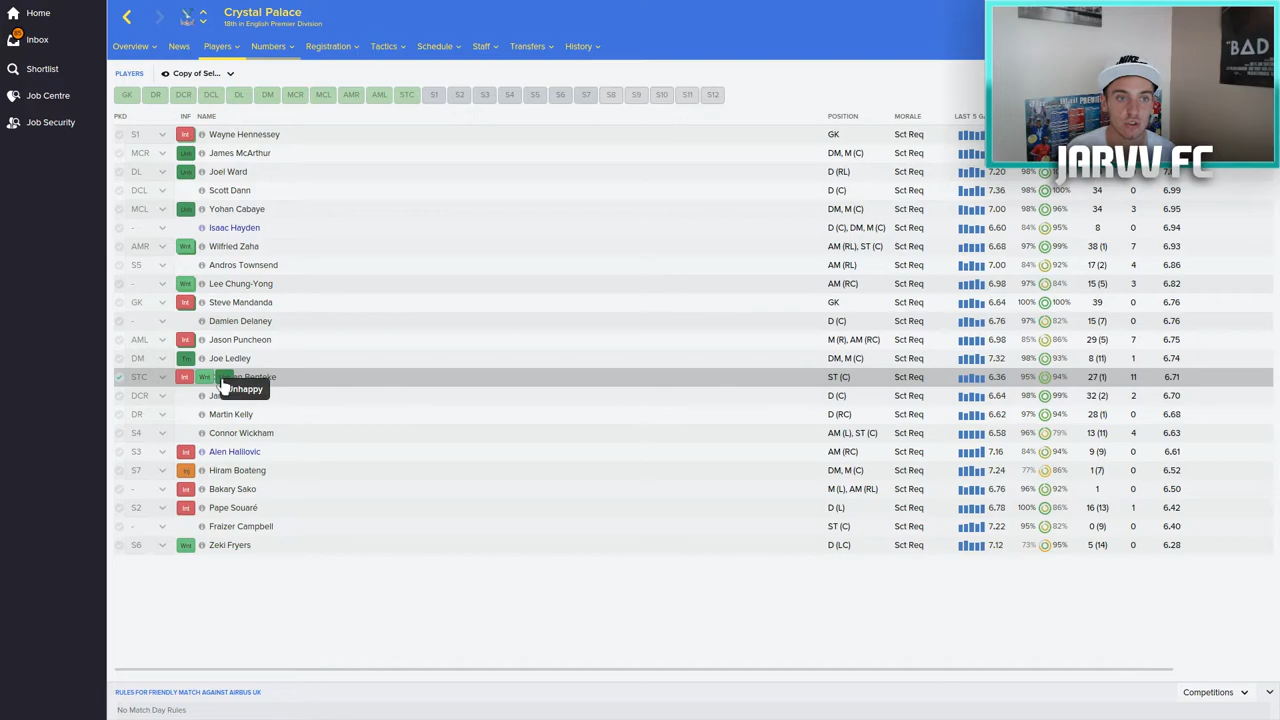 Home
Inbox
Shortlist
Job Centre
Job Security
Crystal Palace
18th in English Premier Division
Overview News Players Numbers Registration Tactics Schedule Staff Transfers History
PLAYERS Copy of Sel...
GK DR DCR DCL DL DM MCR MCL AMR AML STC S1 S2 S3 S4 S5 S6 S7 S8 S9 S10 S11 S12
PKD INF NAME POSITION MORALE LAST 5 GA
S1 Int Wayne Hennessey GK Sct Req
MCR Unh James McArthur DM, M (C) Sct Req
DL Unh Joel Ward D (RL) Sct Req 7.20 98%
DCL Scott Dann D (C) Sct Req 7.36 98% 100% 34 0 6.99
MCL Unh Yohan Cabaye DM, M (C) Sct Req 7.00 98% 96% 34 3 6.95
- Isaac Hayden D (C), DM, M (C) Sct Req 6.60 84% 95% 8 0 6.94
AMR Wnt Wilfried Zaha AM (RL), ST (C) Sct Req 6.68 97% 99% 38 (1) 7 6.93
S5 Andros Townsend AM (RL) Sct Req 7.00 84% 92% 17 (2) 4 6.86
- Wnt Lee Chung-Yong AM (RC) Sct Req 6.98 97% 84% 15 (5) 3 6.82
GK Int Steve Mandanda GK Sct Req 6.64 100% 100% 39 0 6.76
- Damien Delaney D (C) Sct Req 6.76 97% 82% 15 (7) 0 6.76
AML Int Jason Puncheon M (R), AM (RC) Sct Req 6.98 85% 86% 29 (5) 7 6.75
DM Joe Ledley DM, M (C) Sct Req 7.32 98% 93% 8 (11) 1 6.74
STC Int Wnt Benteke ST (C) Sct Req 6.36 95% 94% 27 (1) 11 6.71
Unhappy
DCR D (C) Sct Req 6.64 98% 99% 32 (2) 2 6.70
DR Martin Kelly D (RC) Sct Req 6.62 97% 94% 28 (1) 0 6.68
S4 Connor Wickham AM (L), ST (C) Sct Req 6.58 96% 79% 13 (11) 4 6.63
S3 Int Alen Halilovic AM (RC) Sct Req 7.16 84% 94% 9 (9) 0 6.61
S7 Inj Hiram Boateng DM, M (C) Sct Req 7.24 77% 86% 1 (7) 0 6.52
- Int Bakary Sako M (L), AM (RL) Sct Req 6.76 96% 92% 1 0 6.50
S2 Int Pape Souaré D (L) Sct Req 6.78 100% 86% 16 (13) 1 6.42
- Fraizer Campbell ST (C) Sct Req 7.22 95% 82% 0 (9) 0 6.40
S6 Wnt Zeki Fryers D (LC) Sct Req 7.12 73% 95% 5 (14) 0 6.28
RULES FOR FRIENDLY MATCH AGAINST AIRBUS UK Competitions
No Match Day Rules
NIKE
BAD
JARVV FC